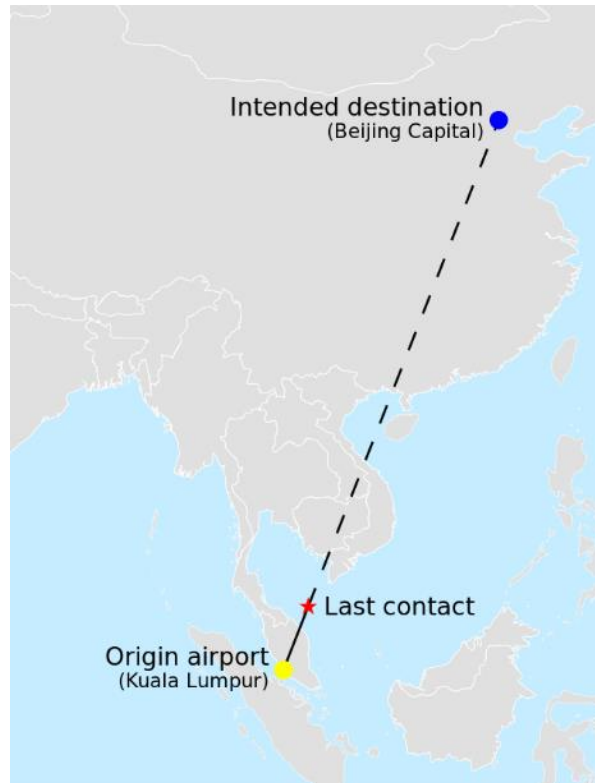 Intended destination
(Beijing Capital)
Last contact
Origin airport
(Kuala Lumpur)